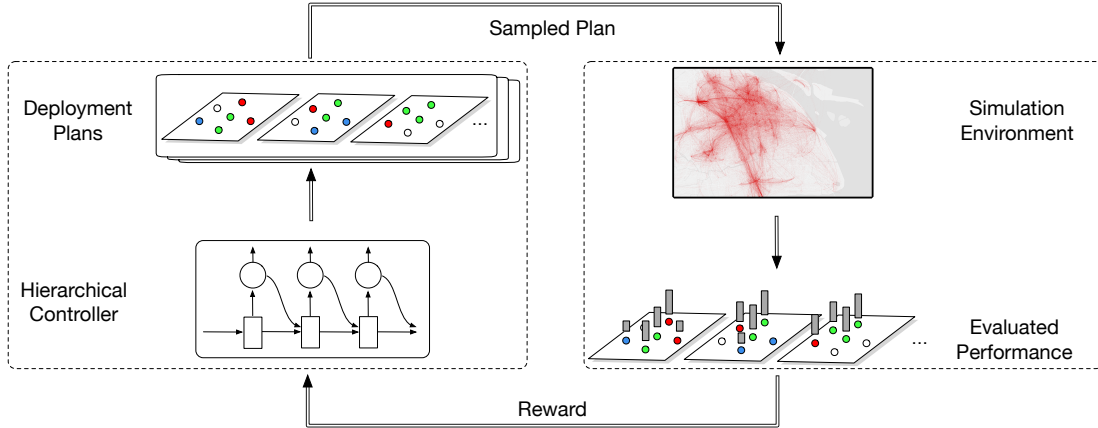 Sampled Plan
Deployment
Plans
...
Simulation
Environment
Hierarchical
Controller
Evaluated
Performance
...
Reward